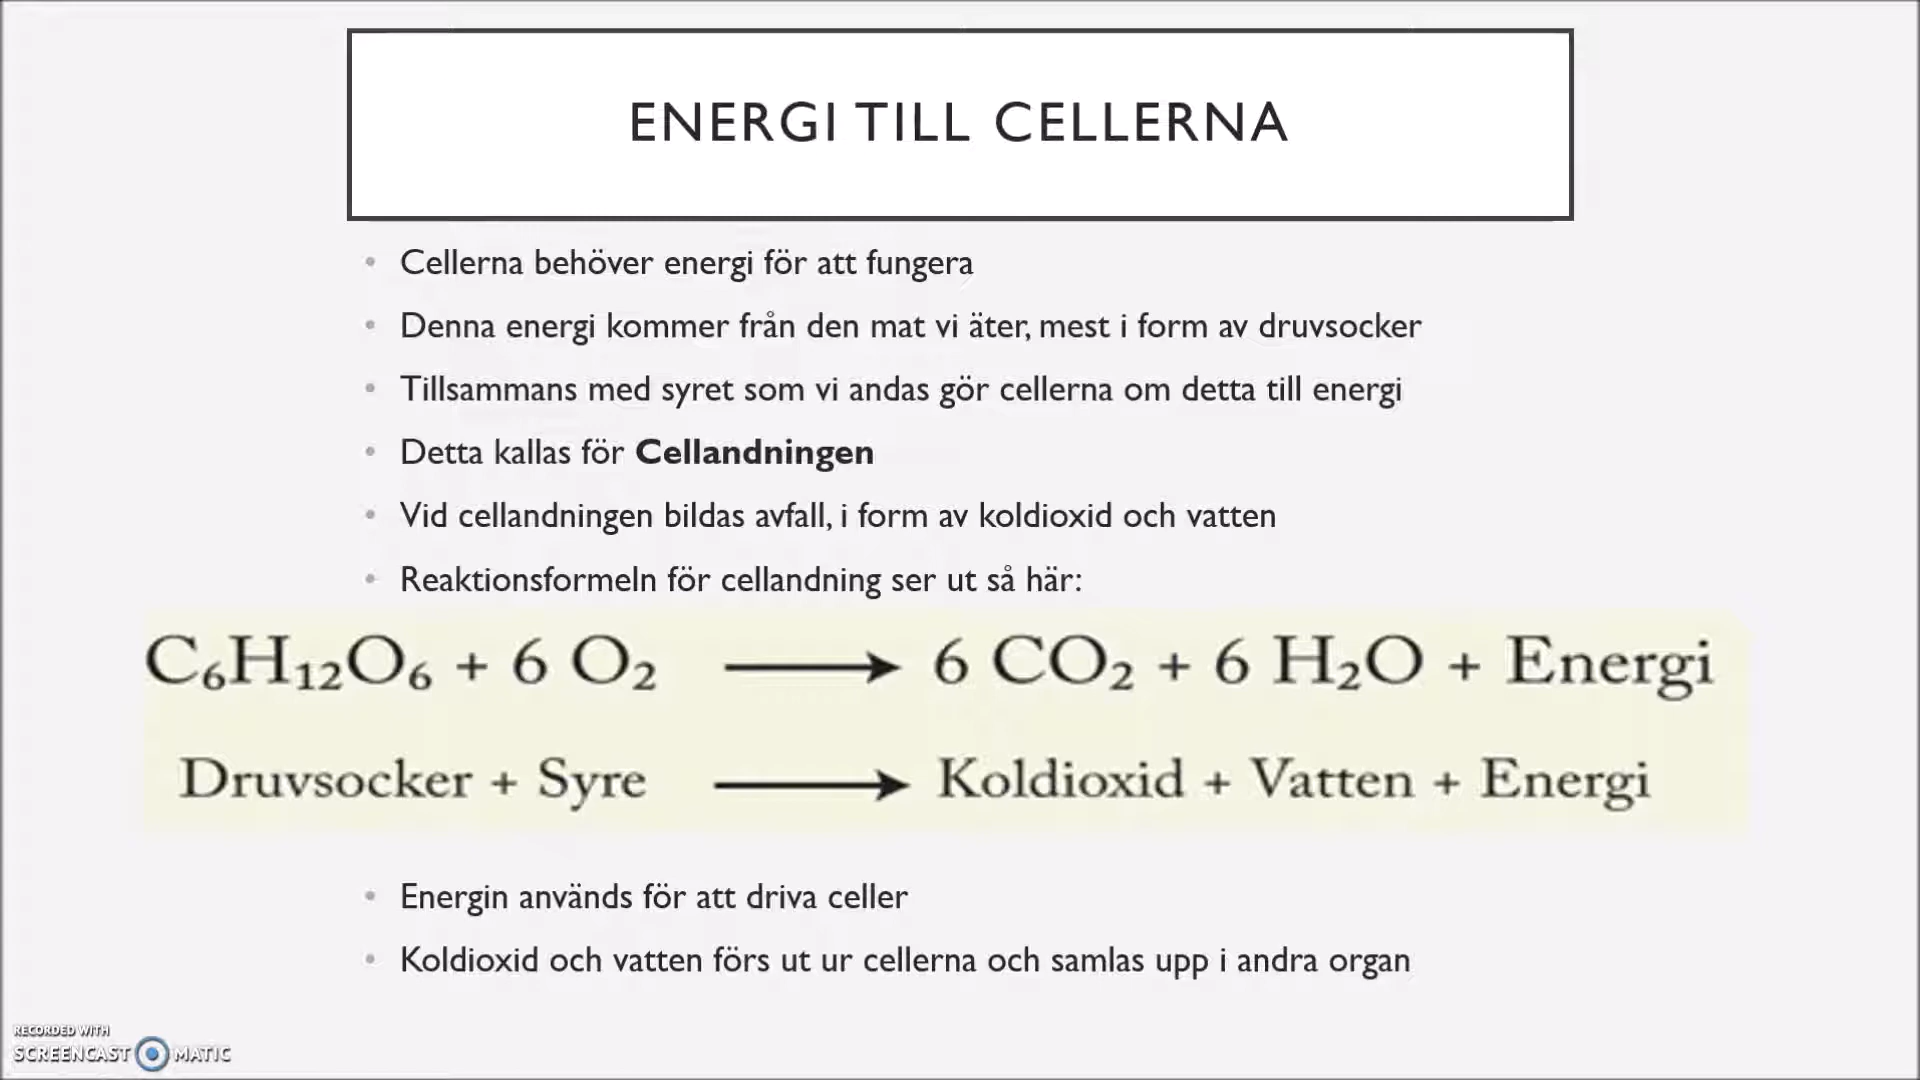 ENERGI TILL CELLERNA
• Cellerna behöver energi för att fungera
• Denna energi kommer från den mat vi äter, mest i form av druvsocker
• Tillsammans med syret som vi andas gör cellerna om detta till energi
• Detta kallas för Cellandningen
• Vid cellandningen bildas avfall, i form av koldioxid och vatten
• Reaktionsformeln för cellandning ser ut så här:
C₆H₁₂O₆ + 6 O₂ → 6 CO₂ + 6 H₂O + Energi
Druvsocker + Syre → Koldioxid + Vatten + Energi
• Energin används för att driva celler
• Koldioxid och vatten förs ut ur cellerna och samlas upp i andra organ
RECORDED WITH
SCREENCAST MATIC